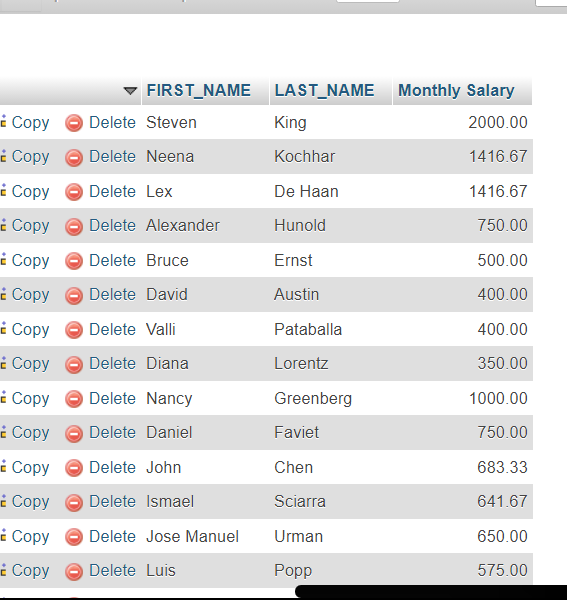 FIRST_NAME LAST_NAME Monthly Salary
Copy Delete Steven King 2000.00
Copy Delete Neena Kochhar 1416.67
Copy Delete Lex De Haan 1416.67
Copy Delete Alexander Hunold 750.00
Copy Delete Bruce Ernst 500.00
Copy Delete David Austin 400.00
Copy Delete Valli Pataballa 400.00
Copy Delete Diana Lorentz 350.00
Copy Delete Nancy Greenberg 1000.00
Copy Delete Daniel Faviet 750.00
Copy Delete John Chen 683.33
Copy Delete Ismael Sciarra 641.67
Copy Delete Jose Manuel Urman 650.00
Copy Delete Luis Popp 575.00